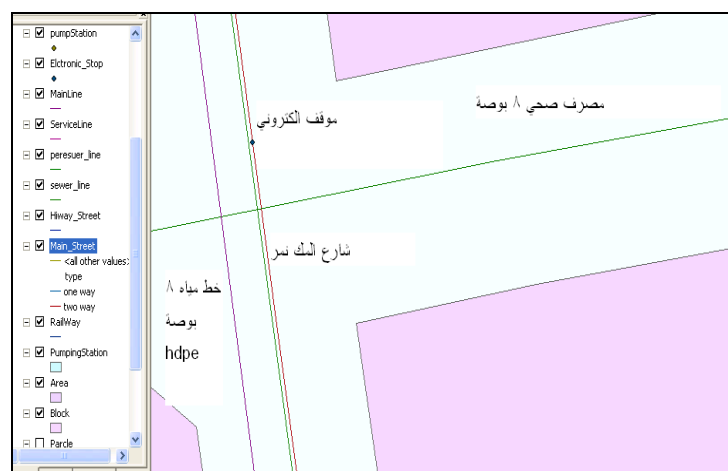 pumpStation
Elctronic_Stop
MainLine
ServiceLine
peresuer_line
sewer_line
Hiway_Street
Main_Street
<all other values>
type
one way
two way
RailWay
PumpingStation
Area
Block
Parcle
مصرف صحي ٨ بوصة
موقف الكتروني
شارع المك نمر
خط مياه ٨
بوصة
hdpe